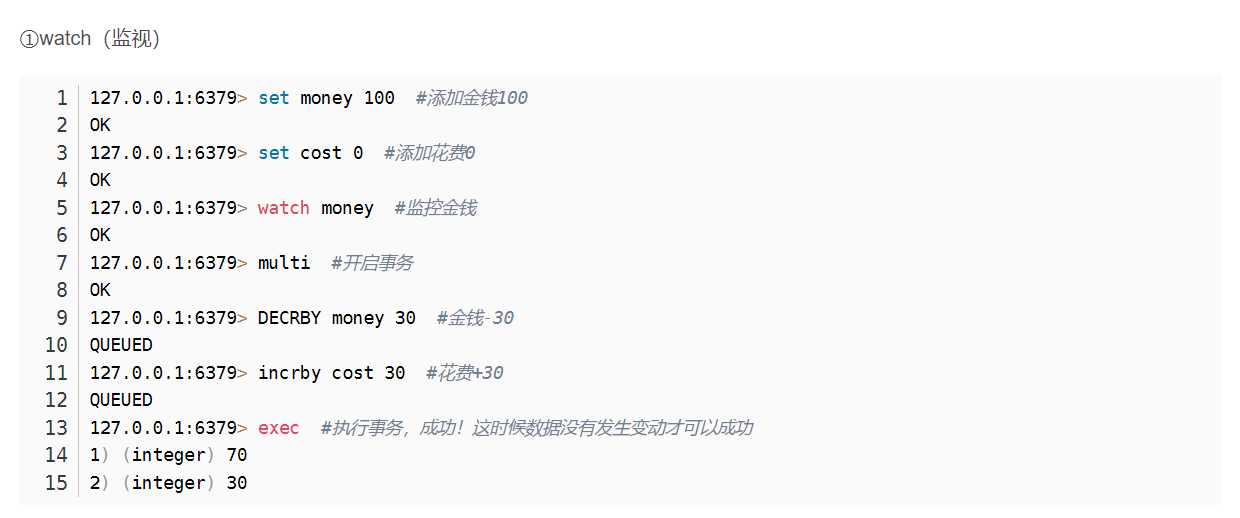 ①watch（监视）
1 127.0.0.1:6379> set money 100  #添加金钱100
2 OK
3 127.0.0.1:6379> set cost 0  #添加花费0
4 OK
5 127.0.0.1:6379> watch money  #监控金钱
6 OK
7 127.0.0.1:6379> multi  #开启事务
8 OK
9 127.0.0.1:6379> DECRBY money 30  #金钱-30
10 QUEUED
11 127.0.0.1:6379> incrby cost 30  #花费+30
12 QUEUED
13 127.0.0.1:6379> exec  #执行事务，成功！这时候数据没有发生变动才可以成功
14 1) (integer) 70
15 2) (integer) 30